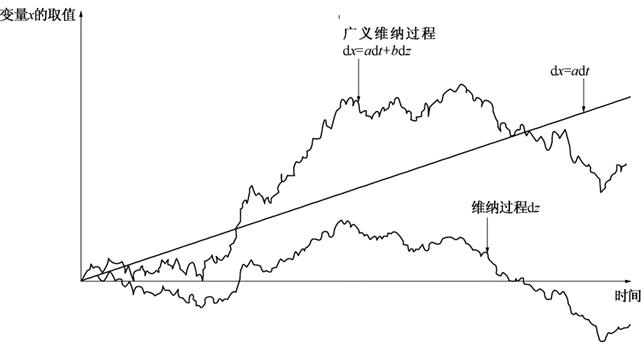 变量x的取值
广义维纳过程
dx=adt+bdz
dx=adt
维纳过程dz
时间